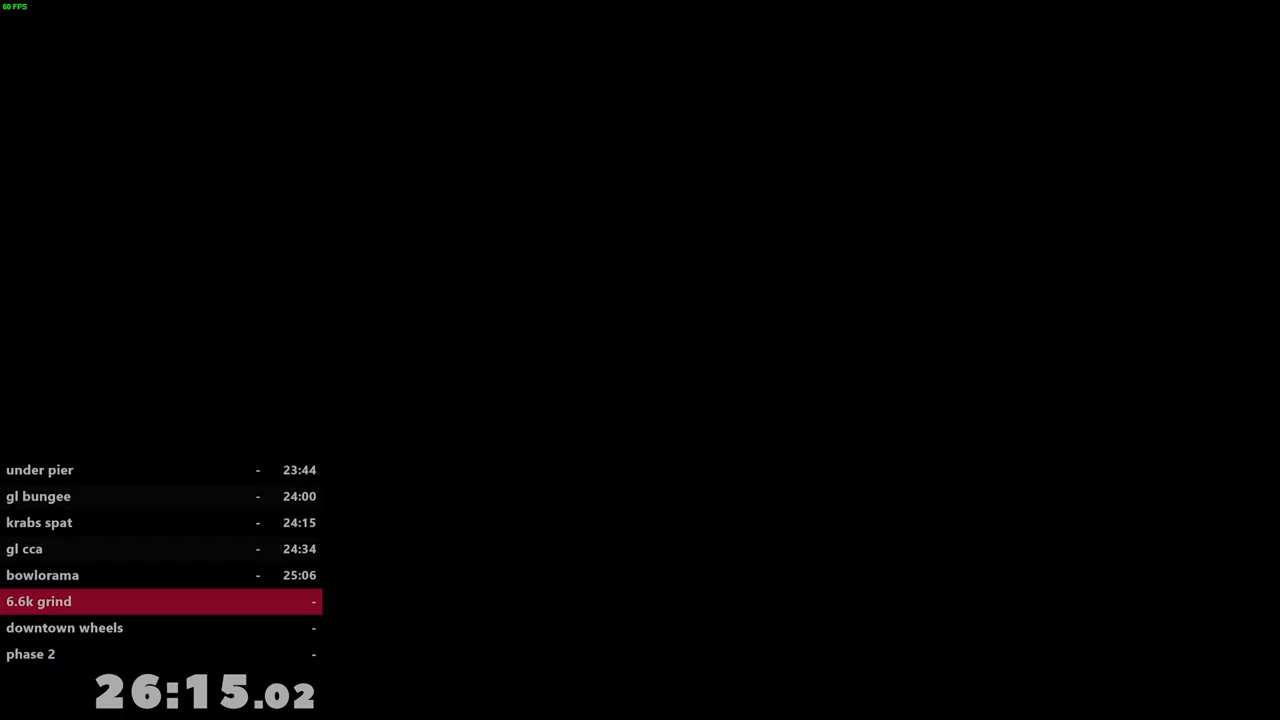 60 FPS
under pier - 23:44
gl bungee - 24:00
krabs spat - 24:15
gl cca - 24:34
bowlorama - 25:06
6.6k grind -
downtown wheels -
phase 2 -
26:15.02